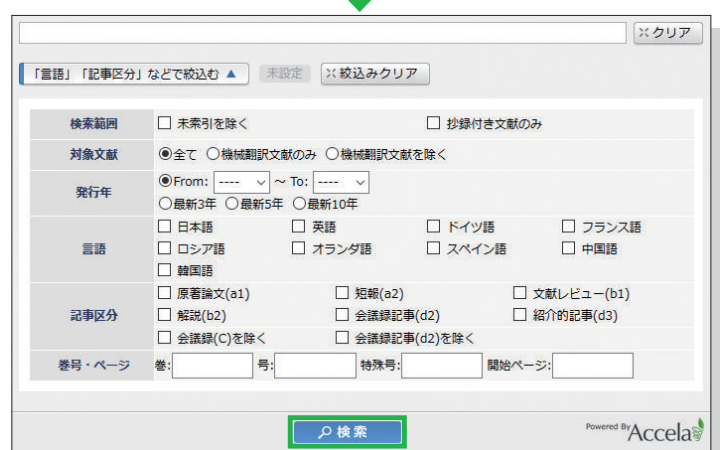 クリア
「言語」「記事区分」などで絞込む ▲ 未設定 絞込みクリア
検索範囲 未索引を除く 抄録付き文献のみ
対象文献 全て 機械翻訳文献のみ 機械翻訳文献を除く
発行年 From: ---- ～ To: ----
最新3年 最新5年 最新10年
言語 日本語 英語 ドイツ語 フランス語
ロシア語 オランダ語 スペイン語 中国語
韓国語
記事区分 原著論文(a1) 短報(a2) 文献レビュー(b1)
解説(b2) 会議録記事(d2) 紹介的記事(d3)
会議録(C)を除く 会議録記事(d2)を除く
巻号・ページ 巻: 号: 特殊号: 開始ページ:
検索
Powered By Accela